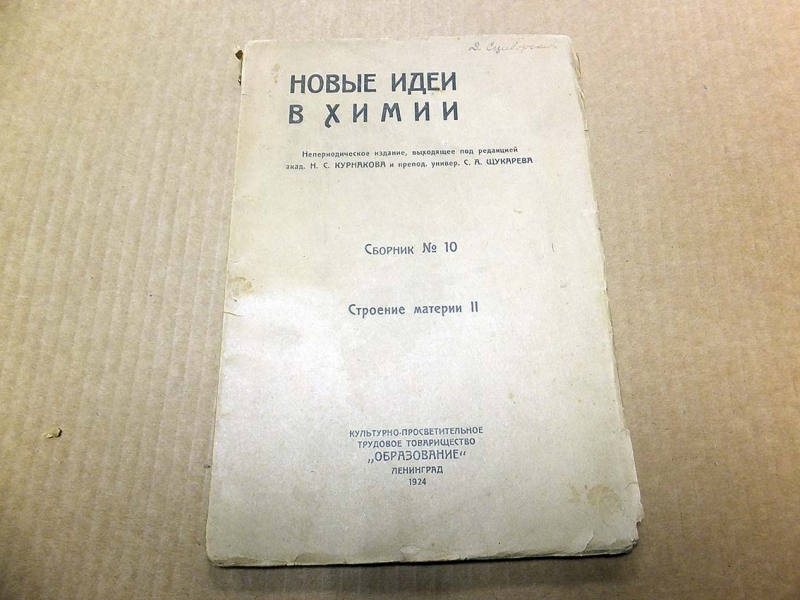 НОВЫЕ ИДЕИ
В ХИМИИ
Непериодическое издание, выходящее под редакцией
акад. Н. С. КУРНАКОВА и препод. универ. С. А. ЩУКАРЕВА
СБОРНИК № 10
Строение материи II
КУЛЬТУРНО-ПРОСВЕТИТЕЛЬНОЕ
ТРУДОВОЕ ТОВАРИЩЕСТВО
„ОБРАЗОВАНИЕ“
ЛЕНИНГРАД
1924